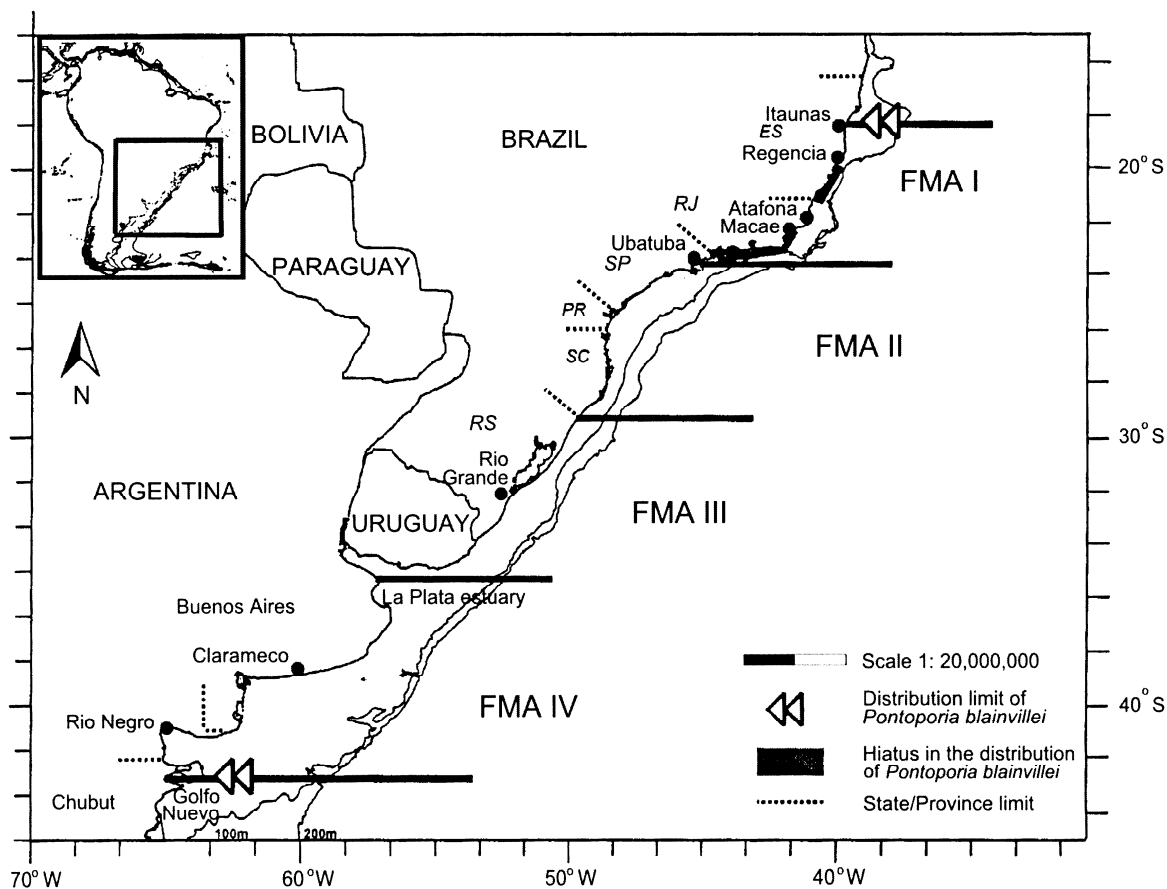 BOLIVIA
BRAZIL
PARAGUAY
ARGENTINA
URUGUAY
N
Itaunas
ES
Regencia
FMA I
20°S
RJ
Atafona
Macae
Ubatuba
SP
PR
SC
FMA II
RS
30°S
Rio
Grande
FMA III
La Plata estuary
Buenos Aires
Clarameco
Rio Negro
FMA IV
40°S
Chubut
Golfo
Nuevo
100m
200m
Scale 1: 20,000,000
Distribution limit of
Pontoporia blainvillei
Hiatus in the distribution
of Pontoporia blainvillei
State/Province limit
70°W
60°W
50°W
40°W